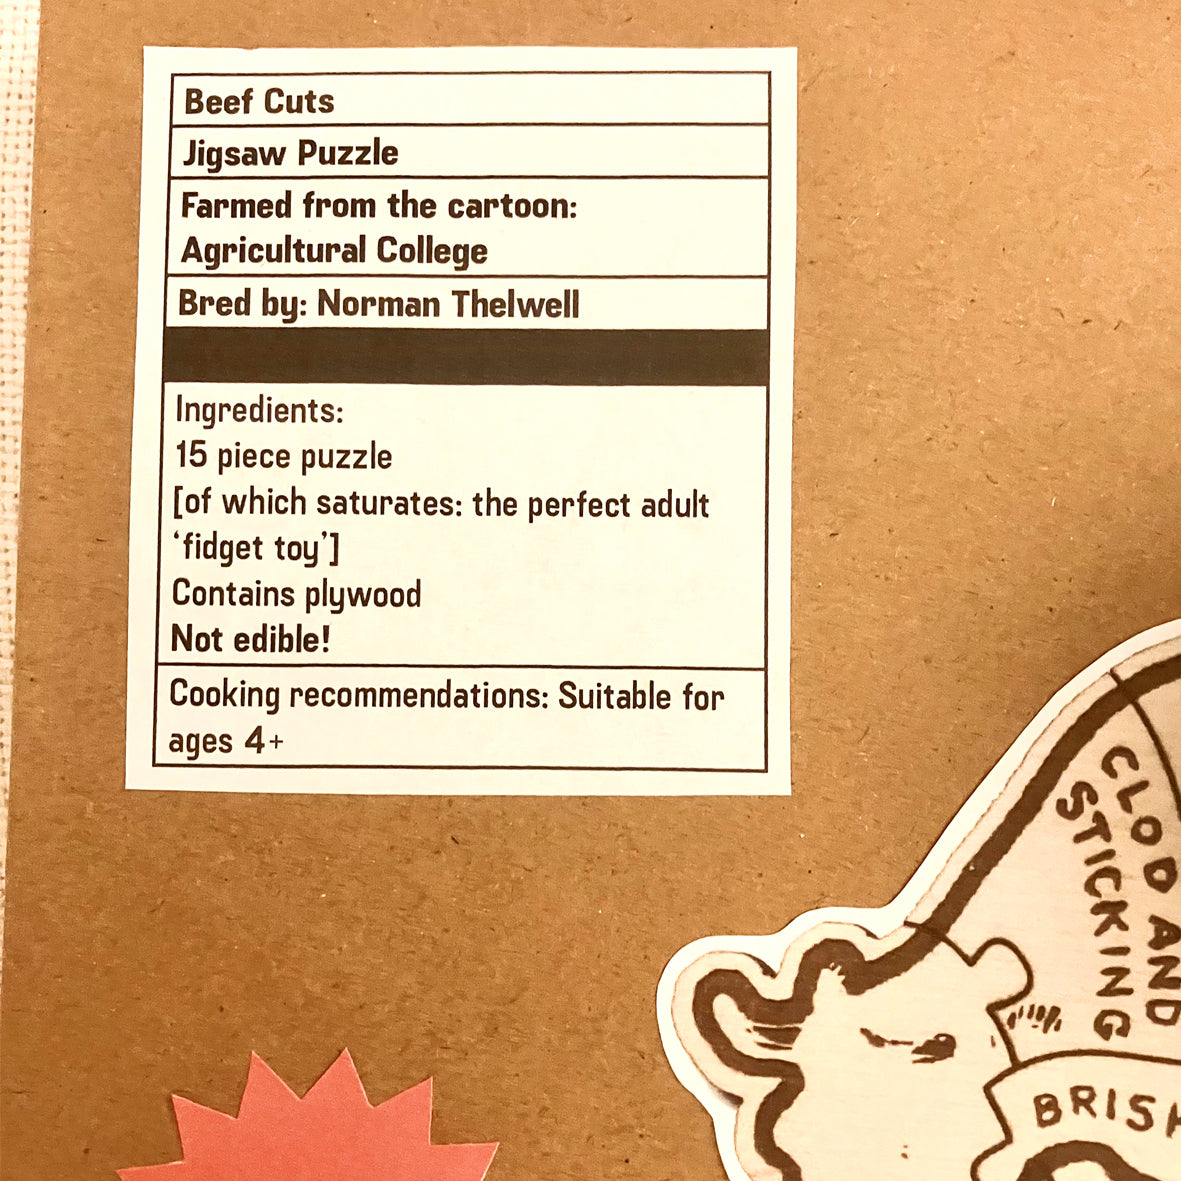 Beef Cuts
Jigsaw Puzzle
Farmed from the cartoon:
Agricultural College
Bred by: Norman Thelwell
Ingredients:
15 piece puzzle
[of which saturates: the perfect adult
‘fidget toy’]
Contains plywood
Not edible!
Cooking recommendations: Suitable for
ages 4+
CLOD AND
STICKING